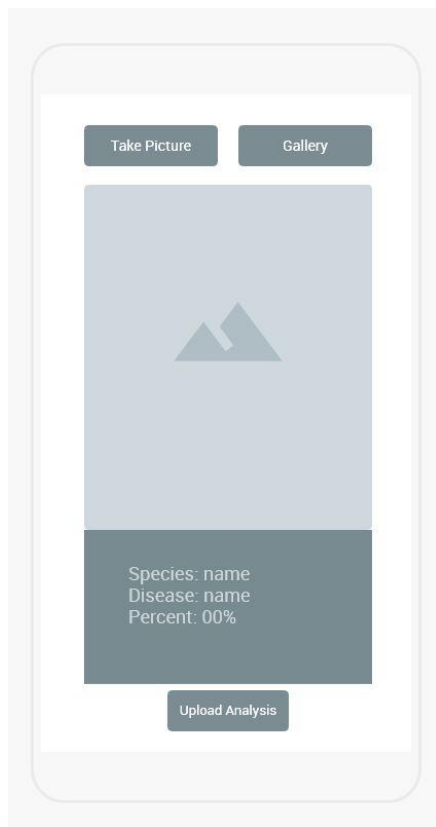 Take Picture
Gallery
Species: name
Disease: name
Percent: 00%
Upload Analysis